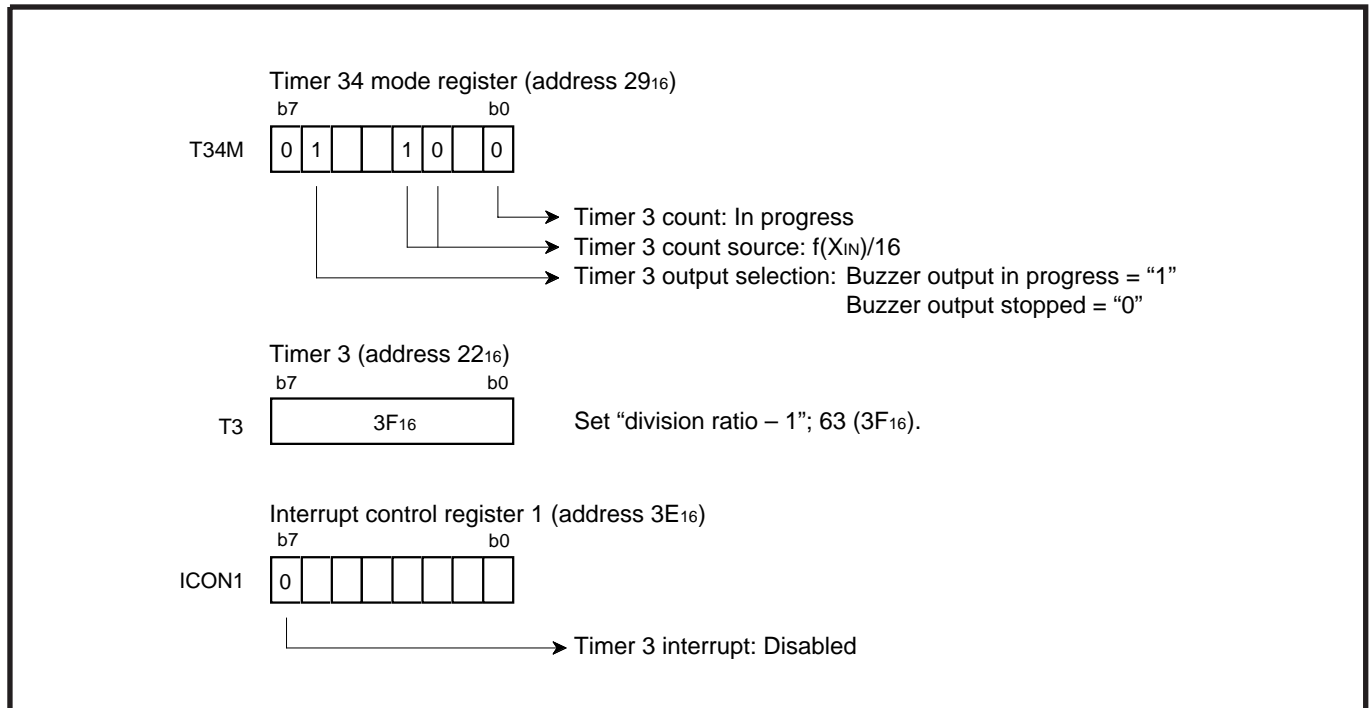 Timer 34 mode register (address 29₁₆)
b7 b0
T34M 0 1 1 0 0
Timer 3 count: In progress
Timer 3 count source: f(XIN)/16
Timer 3 output selection: Buzzer output in progress = “1”
Buzzer output stopped = “0”
Timer 3 (address 22₁₆)
b7 b0
T3 3F₁₆ Set “division ratio – 1”; 63 (3F₁₆).
Interrupt control register 1 (address 3E₁₆)
b7 b0
ICON1 0
Timer 3 interrupt: Disabled